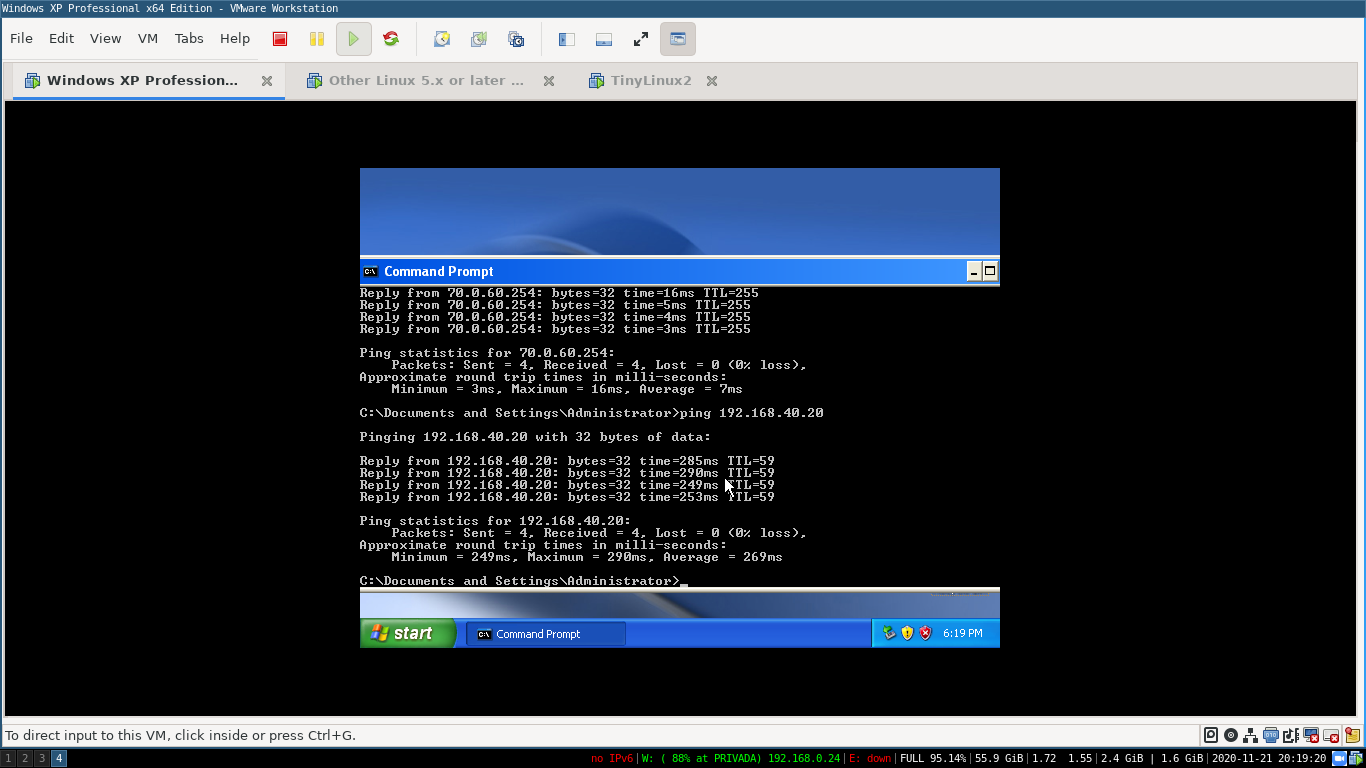 Windows XP Professional x64 Edition - VMware Workstation
File Edit View VM Tabs Help
Windows XP Profession... Other Linux 5.x or later ... TinyLinux2
Command Prompt
Reply from 70.0.60.254: bytes=32 time=16ms TTL=255
Reply from 70.0.60.254: bytes=32 time=5ms TTL=255
Reply from 70.0.60.254: bytes=32 time=4ms TTL=255
Reply from 70.0.60.254: bytes=32 time=3ms TTL=255
Ping statistics for 70.0.60.254:
Packets: Sent = 4, Received = 4, Lost = 0 (0% loss),
Approximate round trip times in milli-seconds:
Minimum = 3ms, Maximum = 16ms, Average = 7ms
C:\Documents and Settings\Administrator>ping 192.168.40.20
Pinging 192.168.40.20 with 32 bytes of data:
Reply from 192.168.40.20: bytes=32 time=285ms TTL=59
Reply from 192.168.40.20: bytes=32 time=290ms TTL=59
Reply from 192.168.40.20: bytes=32 time=249ms TTL=59
Reply from 192.168.40.20: bytes=32 time=253ms TTL=59
Ping statistics for 192.168.40.20:
Packets: Sent = 4, Received = 4, Lost = 0 (0% loss),
Approximate round trip times in milli-seconds:
Minimum = 249ms, Maximum = 290ms, Average = 269ms
C:\Documents and Settings\Administrator>_
start Command Prompt 6:19 PM
To direct input to this VM, click inside or press Ctrl+G.
1 2 3 4 no IPv6|W: ( 88% at PRIVADA) 192.168.0.24|E: down|FULL 95.14%|55.9 GiB|1.72 1.55|2.4 GiB | 1.6 GiB|2020-11-21 20:19:20